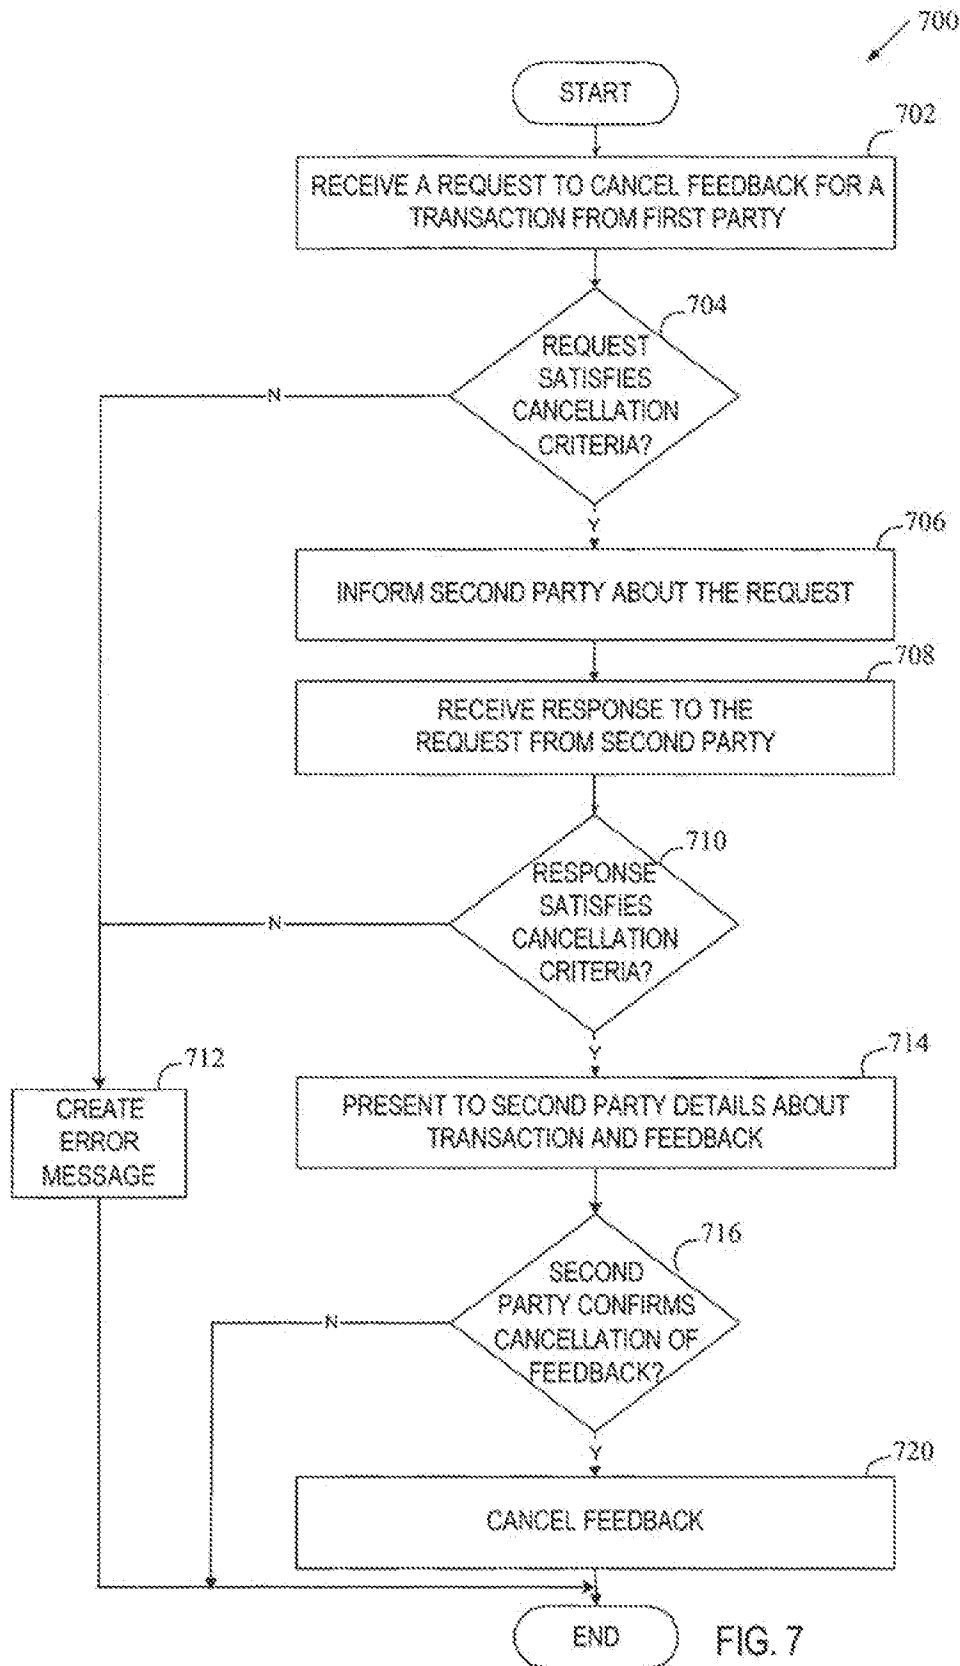 700
START
702
RECEIVE A REQUEST TO CANCEL FEEDBACK FOR A
TRANSACTION FROM FIRST PARTY
704
REQUEST
SATISFIES
CANCELLATION
CRITERIA?
N
Y
706
INFORM SECOND PARTY ABOUT THE REQUEST
708
RECEIVE RESPONSE TO THE
REQUEST FROM SECOND PARTY
710
RESPONSE
SATISFIES
CANCELLATION
CRITERIA?
N
Y
712
CREATE
ERROR
MESSAGE
714
PRESENT TO SECOND PARTY DETAILS ABOUT
TRANSACTION AND FEEDBACK
716
SECOND
PARTY CONFIRMS
CANCELLATION OF
FEEDBACK?
N
Y
720
CANCEL FEEDBACK
END
FIG. 7